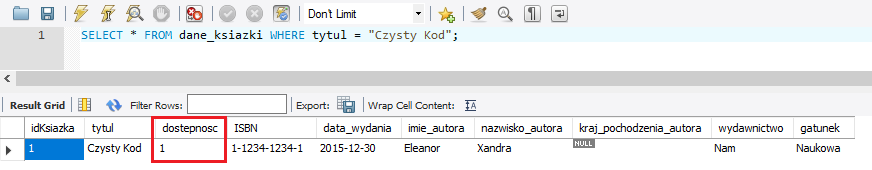 Don't Limit
1 SELECT * FROM dane_ksiazki WHERE tytul = "Czysty Kod";
Result Grid Filter Rows: Export: Wrap Cell Content:
idKsiazka tytul dostepnosc ISBN data_wydania imie_autora nazwisko_autora kraj_pochodzenia_autora wydawnictwo gatunek
1 Czysty Kod 1 1-1234-1234-1 2015-12-30 Eleanor Xandra NULL Nam Naukowa